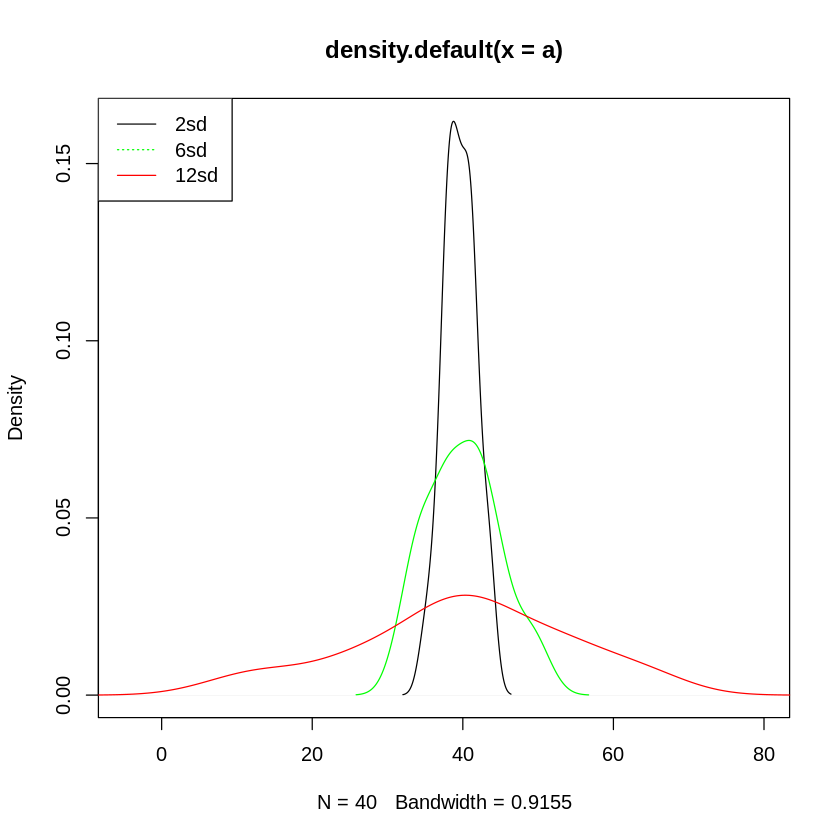 density.default(x = a)
2sd
6sd
12sd
Density
0.15
0.10
0.05
0.00
0 20 40 60 80
N = 40 Bandwidth = 0.9155